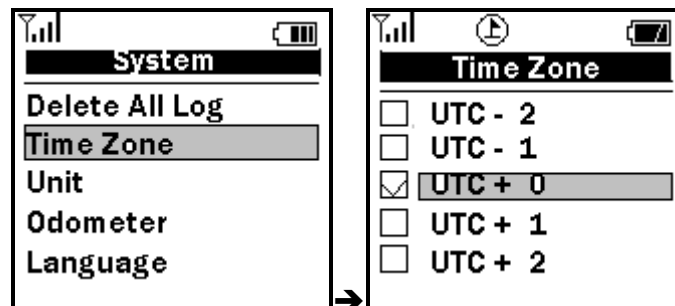 System
Delete All Log
Time Zone
Unit
Odometer
Language
➔
Time Zone
UTC - 2
UTC - 1
UTC + 0
UTC + 1
UTC + 2